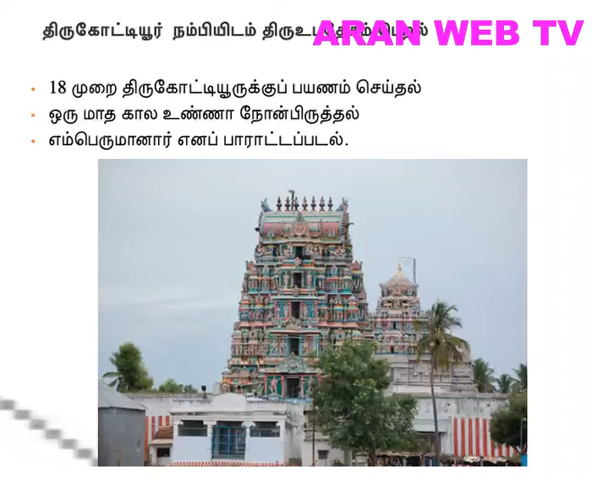 திருகோட்டியூர் நம்பியிடம்
ARAN WEB TV
18 முறை திருகோட்டியூருக்குப் பயணம் செய்தல்
ஒரு மாத கால உண்ணா நோன்பிருத்தல்
எம்பெருமானார் எனப் பாராட்டப்படல்.